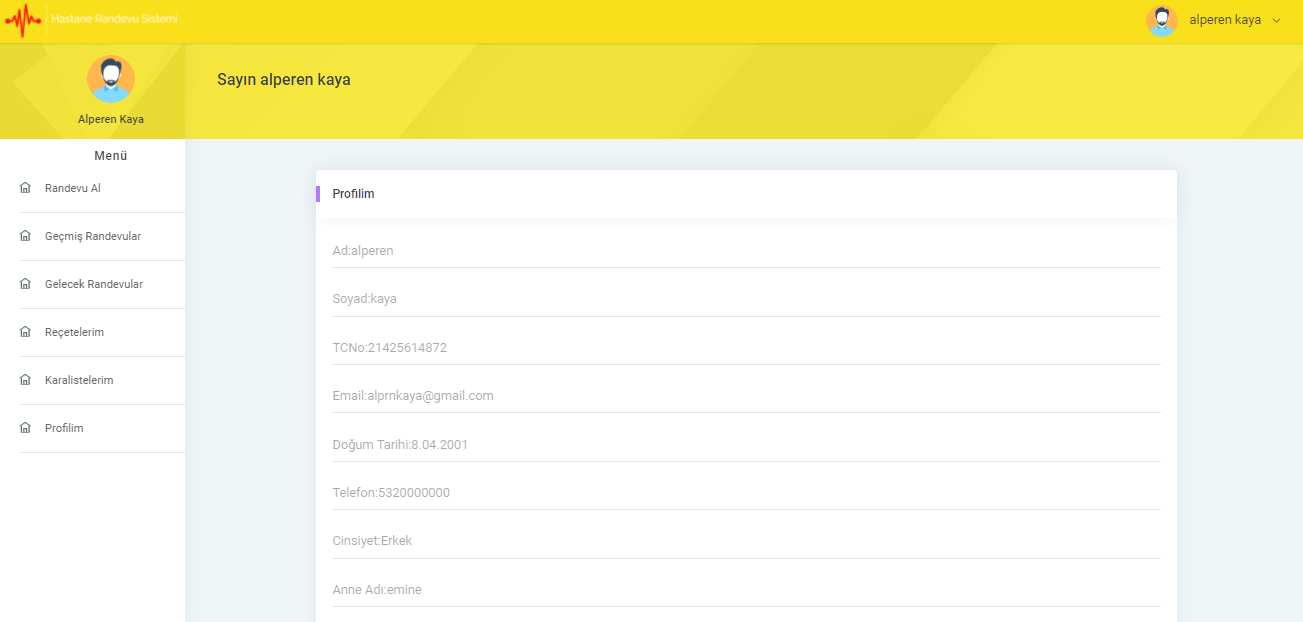 Hastane Randevu Sistemi
alperen kaya
Alperen Kaya
Sayın alperen kaya
Menü
Randevu Al
Geçmiş Randevular
Gelecek Randevular
Reçetelerim
Karalistelerim
Profilim
Profilim
Ad:alperen
Soyad:kaya
TCNo:21425614872
Email:alprnkaya@gmail.com
Doğum Tarihi:8.04.2001
Telefon:5320000000
Cinsiyet:Erkek
Anne Adı:emine